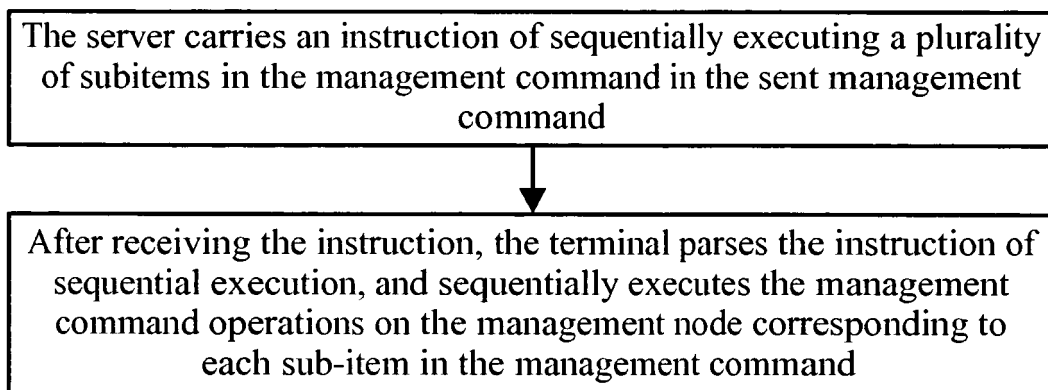 The server carries an instruction of sequentially executing a plurality
of subitems in the management command in the sent management
command
After receiving the instruction, the terminal parses the instruction of
sequential execution, and sequentially executes the management
command operations on the management node corresponding to
each sub-item in the management command